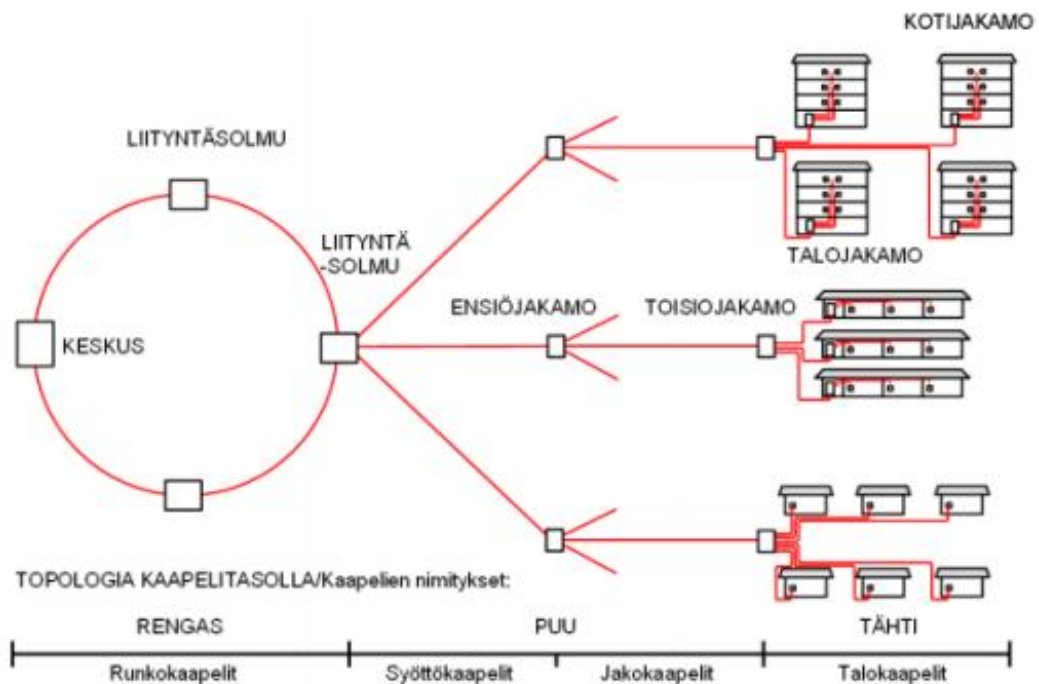 KOTIJAKAMO
LIITYNTÄSOLMU
LIITYNTÄ
-SOLMU
TALOJAKAMO
ENSIÖJAKAMO
TOISIOJAKAMO
KESKUS
TOPOLOGIA KAAPELITASOLLA/Kaapelien nimitykset:
RENGAS
PUU
TÄHTI
Runkokaapelit
Syöttökaapelit
Jakokaapelit
Talokaapelit